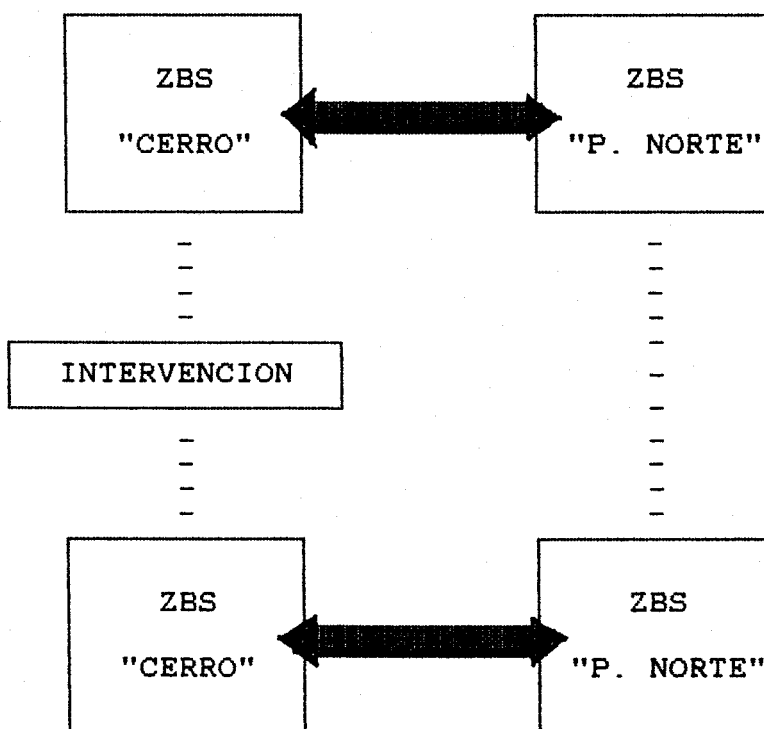 ZBS
"CERRO"
ZBS
"P. NORTE"
INTERVENCION
ZBS
"CERRO"
ZBS
"P. NORTE"